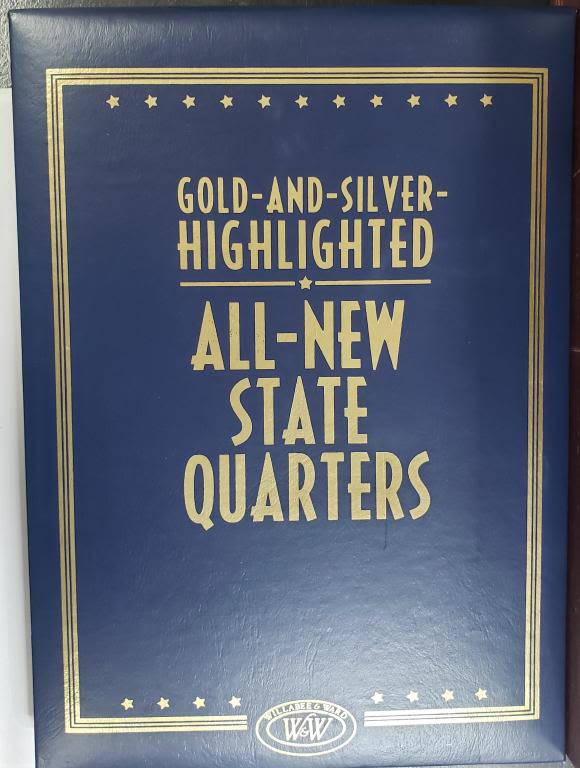 GOLD-AND-SILVER-
HIGHLIGHTED
ALL-NEW
STATE
QUARTERS
WILLABEE & WARD
W&W